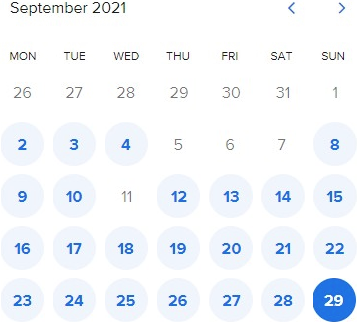 September 2021
MON TUE WED THU FRI SAT SUN
26 27 28 29 30 31 1
2 3 4 5 6 7 8
9 10 11 12 13 14 15
16 17 18 19 20 21 22
23 24 25 26 27 28 29